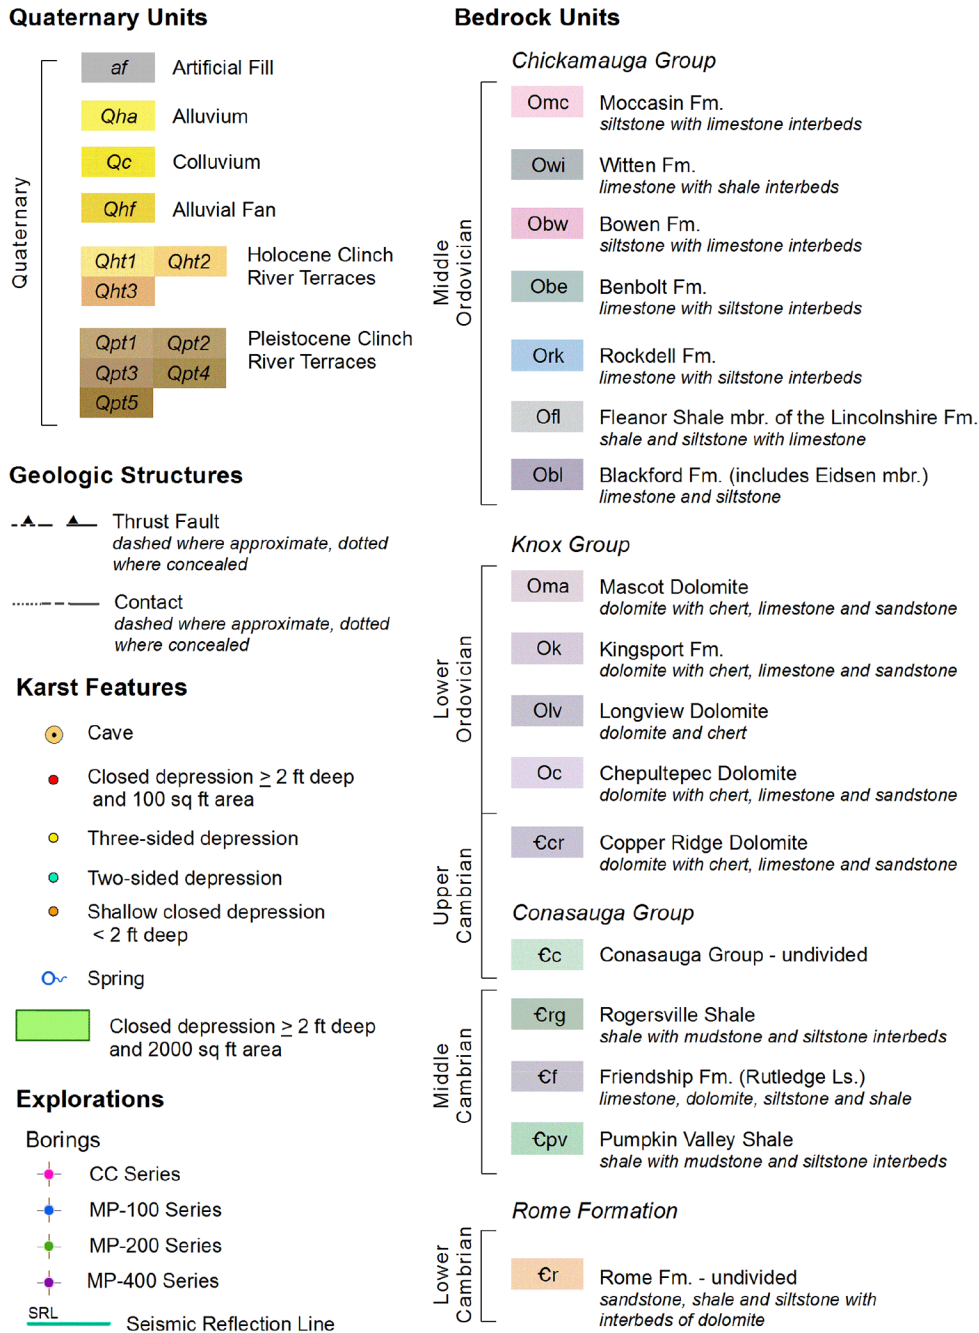 Quaternary Units
Quaternary
af Artificial Fill
Qha Alluvium
Qc Colluvium
Qhf Alluvial Fan
Qht1 Qht2 Holocene Clinch
Qht3 River Terraces
Qpt1 Qpt2 Pleistocene Clinch
Qpt3 Qpt4 River Terraces
Qpt5
Geologic Structures
Thrust Fault
dashed where approximate, dotted
where concealed
Contact
dashed where approximate, dotted
where concealed
Karst Features
Cave
Closed depression ≥ 2 ft deep
and 100 sq ft area
Three-sided depression
Two-sided depression
Shallow closed depression
< 2 ft deep
Spring
Closed depression ≥ 2 ft deep
and 2000 sq ft area
Explorations
Borings
CC Series
MP-100 Series
MP-200 Series
MP-400 Series
SRL Seismic Reflection Line
Bedrock Units
Chickamauga Group
Middle
Ordovician
Omc Moccasin Fm.
siltstone with limestone interbeds
Owi Witten Fm.
limestone with shale interbeds
Obw Bowen Fm.
siltstone with limestone interbeds
Obe Benbolt Fm.
limestone with siltstone interbeds
Ork Rockdell Fm.
limestone with siltstone interbeds
Ofl Fleanor Shale mbr. of the Lincolnshire Fm.
shale and siltstone with limestone
Obl Blackford Fm. (includes Eidsen mbr.)
limestone and siltstone
Knox Group
Lower
Ordovician
Oma Mascot Dolomite
dolomite with chert, limestone and sandstone
Ok Kingsport Fm.
dolomite with chert, limestone and sandstone
Olv Longview Dolomite
dolomite and chert
Oc Chepultepec Dolomite
dolomite with chert, limestone and sandstone
Upper
Cambrian
€cr Copper Ridge Dolomite
dolomite with chert, limestone and sandstone
Conasauga Group
€c Conasauga Group - undivided
Middle
Cambrian
€rg Rogersville Shale
shale with mudstone and siltstone interbeds
€f Friendship Fm. (Rutledge Ls.)
limestone, dolomite, siltstone and shale
€pv Pumpkin Valley Shale
shale with mudstone and siltstone interbeds
Rome Formation
Lower
Cambrian
€r Rome Fm. - undivided
sandstone, shale and siltstone with
interbeds of dolomite